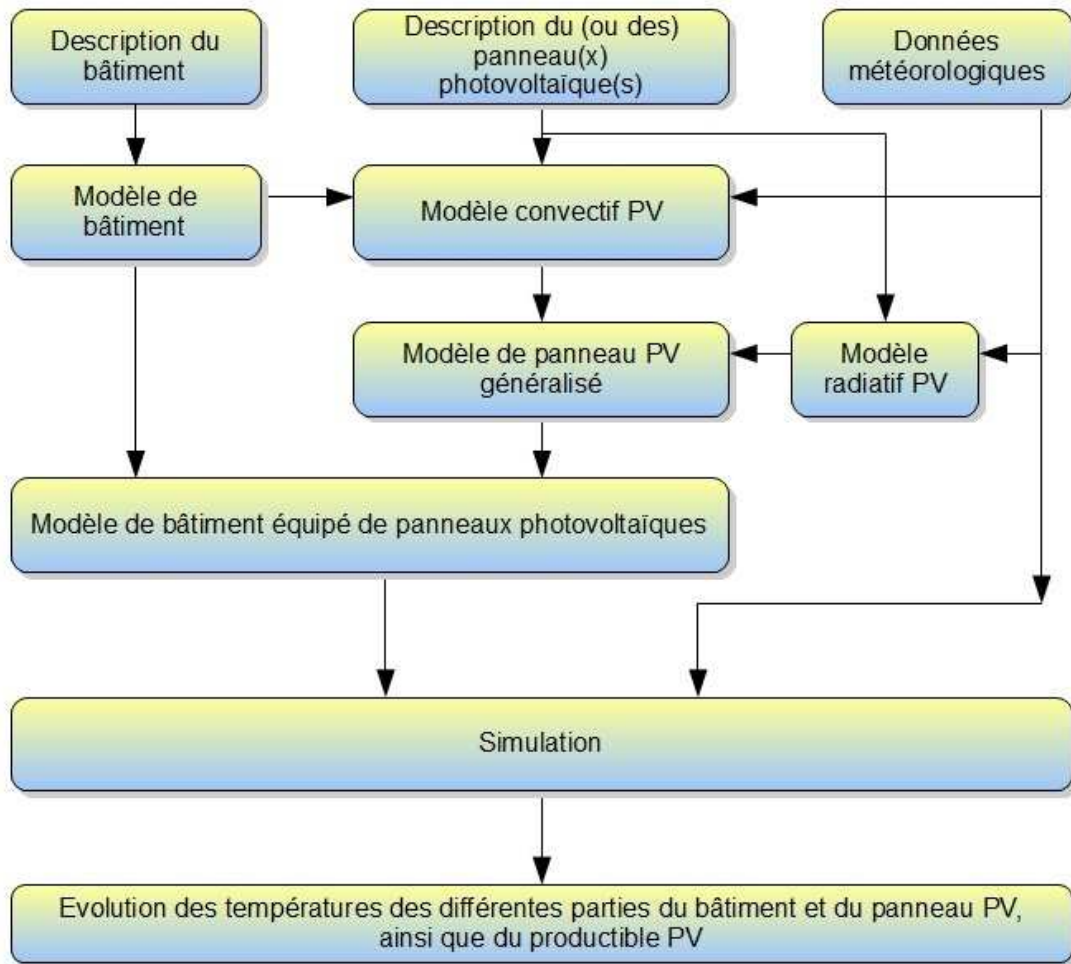 Description du
bâtiment
Description du (ou des)
panneau(x)
photovoltaïque(s)
Données
météorologiques
Modèle de
bâtiment
Modèle convectif PV
Modèle de panneau PV
généralisé
Modèle
radiatif PV
Modèle de bâtiment équipé de panneaux photovoltaïques
Simulation
Evolution des températures des différentes parties du bâtiment et du panneau PV,
ainsi que du productible PV